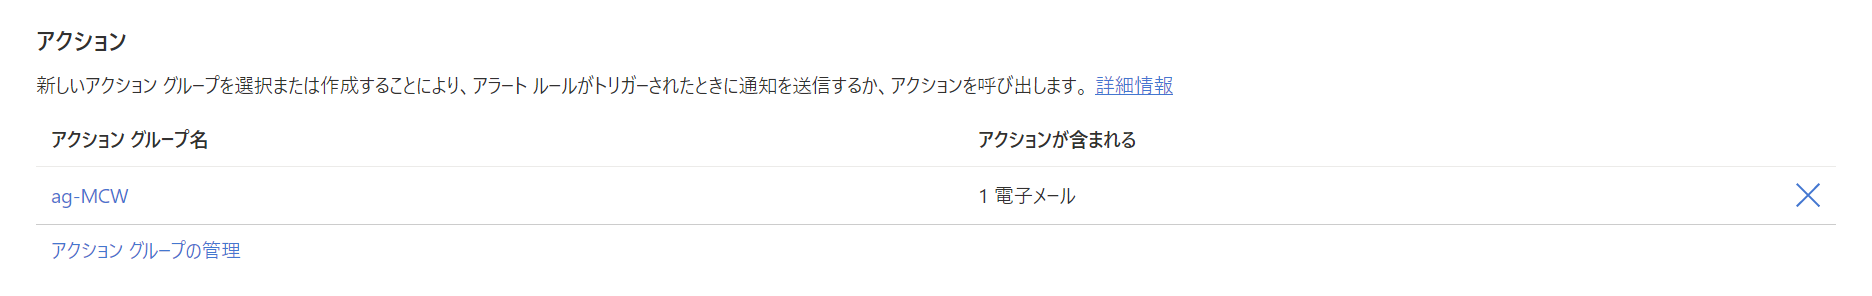 アクション
新しいアクション グループを選択または作成することにより、アラート ルールがトリガーされたときに通知を送信するか、アクションを呼び出します。 詳細情報
アクション グループ名 アクションが含まれる
ag-MCW 1 電子メール
アクション グループの管理